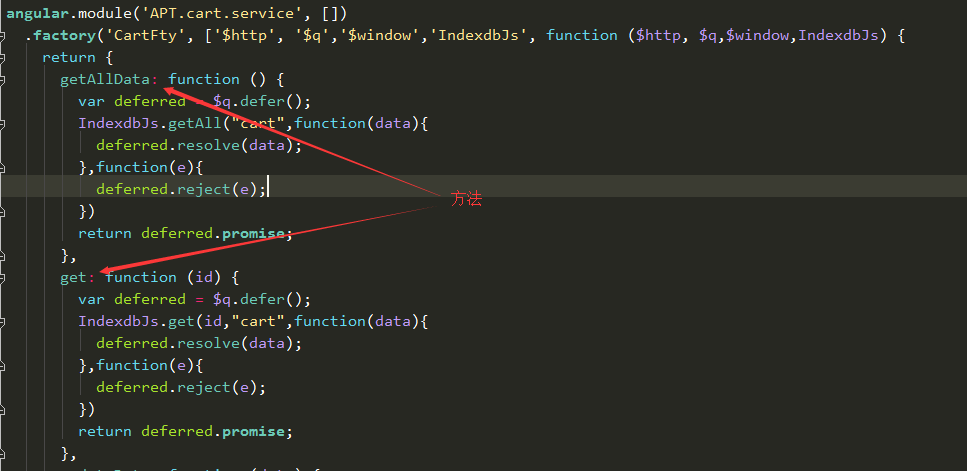 angular.module('APT.cart.service', [])
.factory('CartFty', ['$http', '$q','$window','IndexdbJs', function ($http, $q,$window,IndexdbJs) {
return {
getAllData: function () {
var deferred = $q.defer();
IndexdbJs.getAll("cart",function(data){
deferred.resolve(data);
},function(e){
deferred.reject(e);
})
方法
return deferred.promise;
},
get: function (id) {
var deferred = $q.defer();
IndexdbJs.get(id,"cart",function(data){
deferred.resolve(data);
},function(e){
deferred.reject(e);
})
return deferred.promise;
},